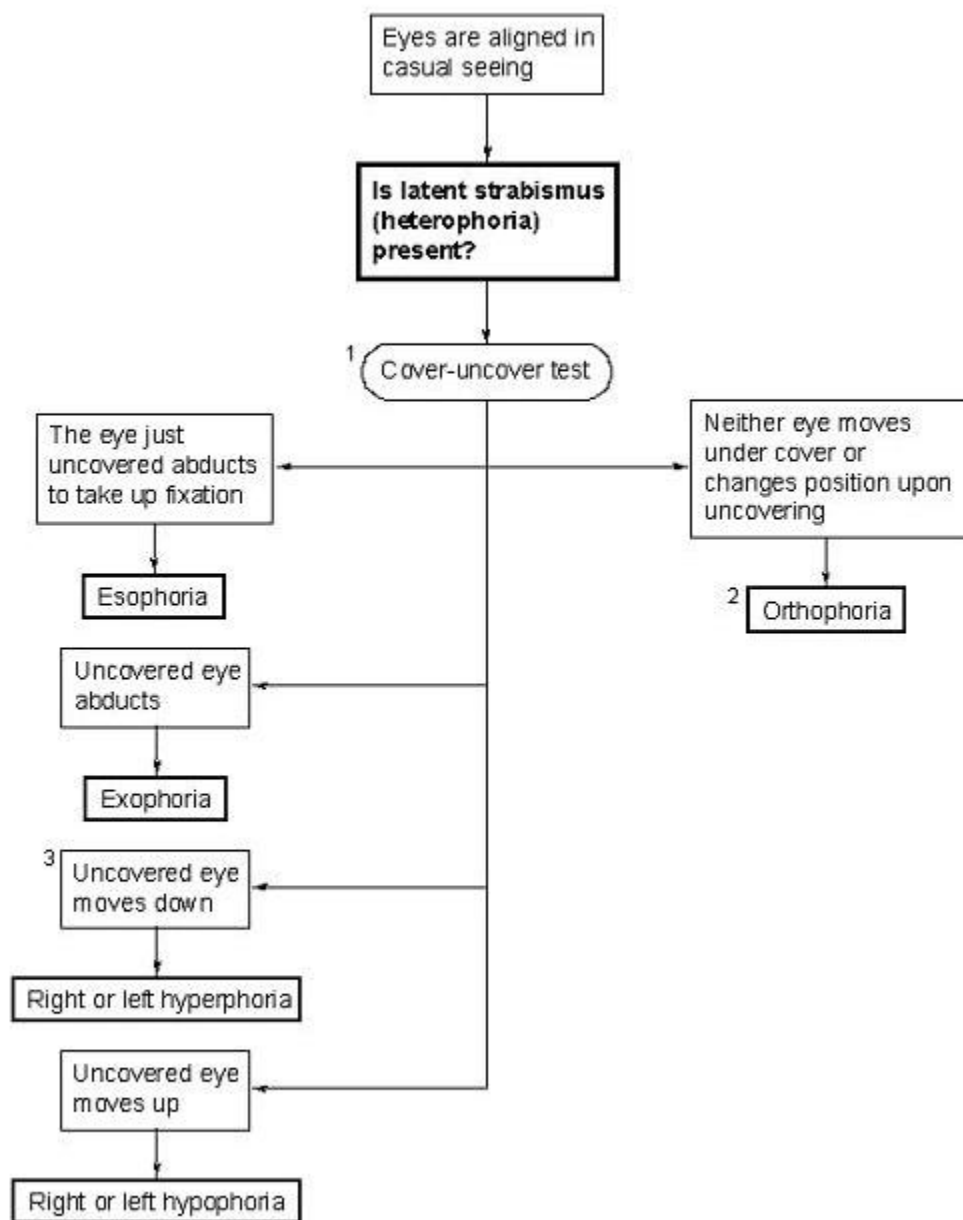 Eyes are aligned in
casual seeing
Is latent strabismus
(heterophoria)
present?
1
Cover-uncover test
The eye just
uncovered abducts
to take up fixation
Neither eye moves
under cover or
changes position upon
uncovering
Esophoria
2
Orthophoria
Uncovered eye
abducts
Exophoria
3
Uncovered eye
moves down
Right or left hyperphoria
Uncovered eye
moves up
Right or left hypophoria